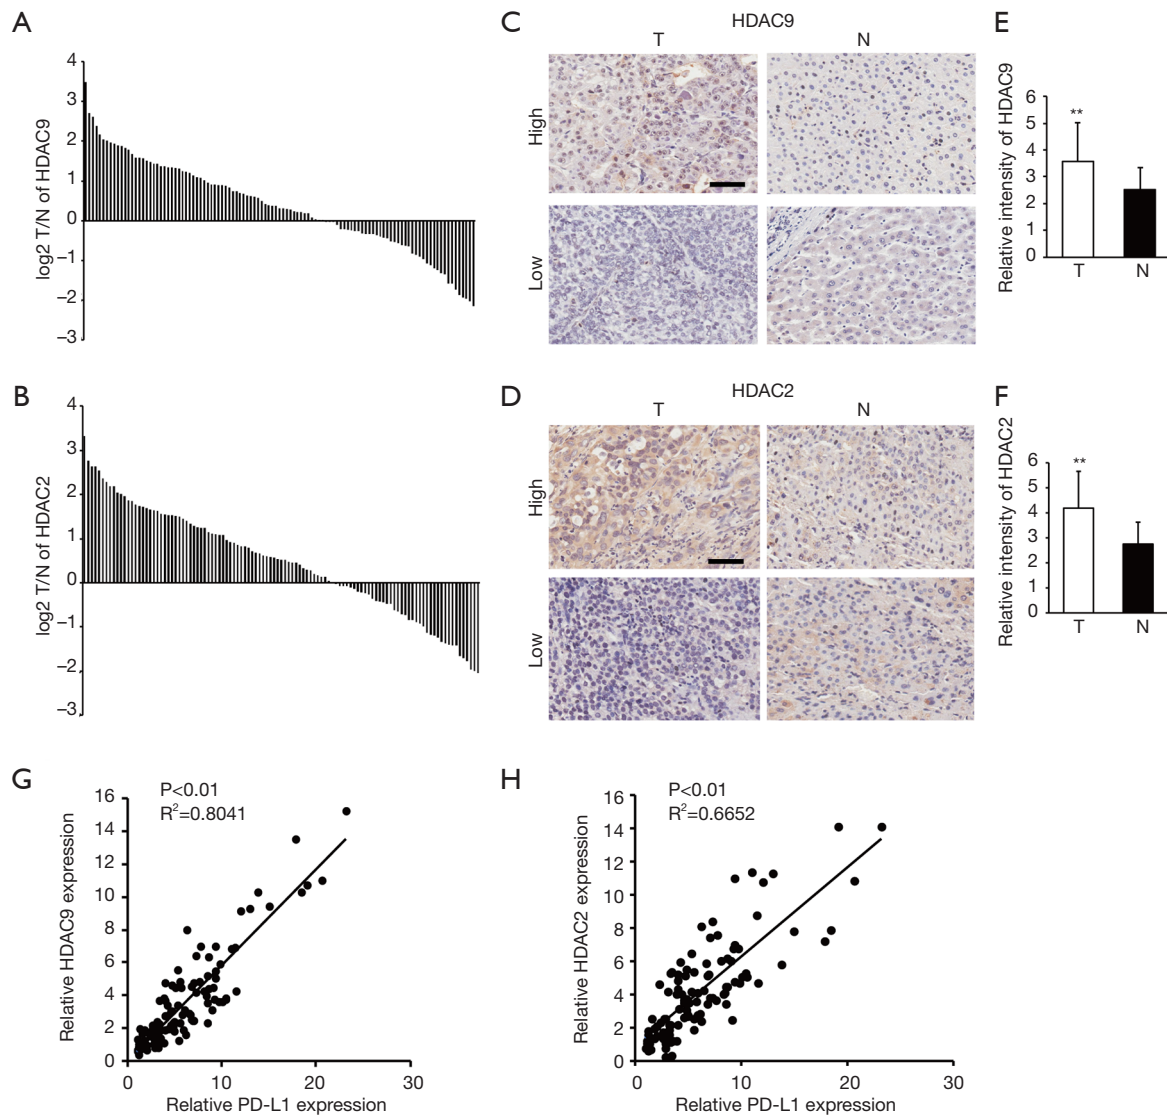 A
log2 T/N of HDAC9
4
3
2
1
0
–1
–2
–3
B
log2 T/N of HDAC2
4
3
2
1
0
–1
–2
–3
C
HDAC9
T N
High
Low
D
HDAC2
T N
High
Low
E
Relative intensity of HDAC9
6
5
4
3
2
1
0
**
T N
F
Relative intensity of HDAC2
6
5
4
3
2
1
0
**
T N
G
P<0.01
R²=0.8041
Relative HDAC9 expression
16
14
12
10
8
6
4
2
0
0 10 20 30
Relative PD-L1 expression
H
P<0.01
R²=0.6652
Relative HDAC2 expression
16
14
12
10
8
6
4
2
0
0 10 20 30
Relative PD-L1 expression